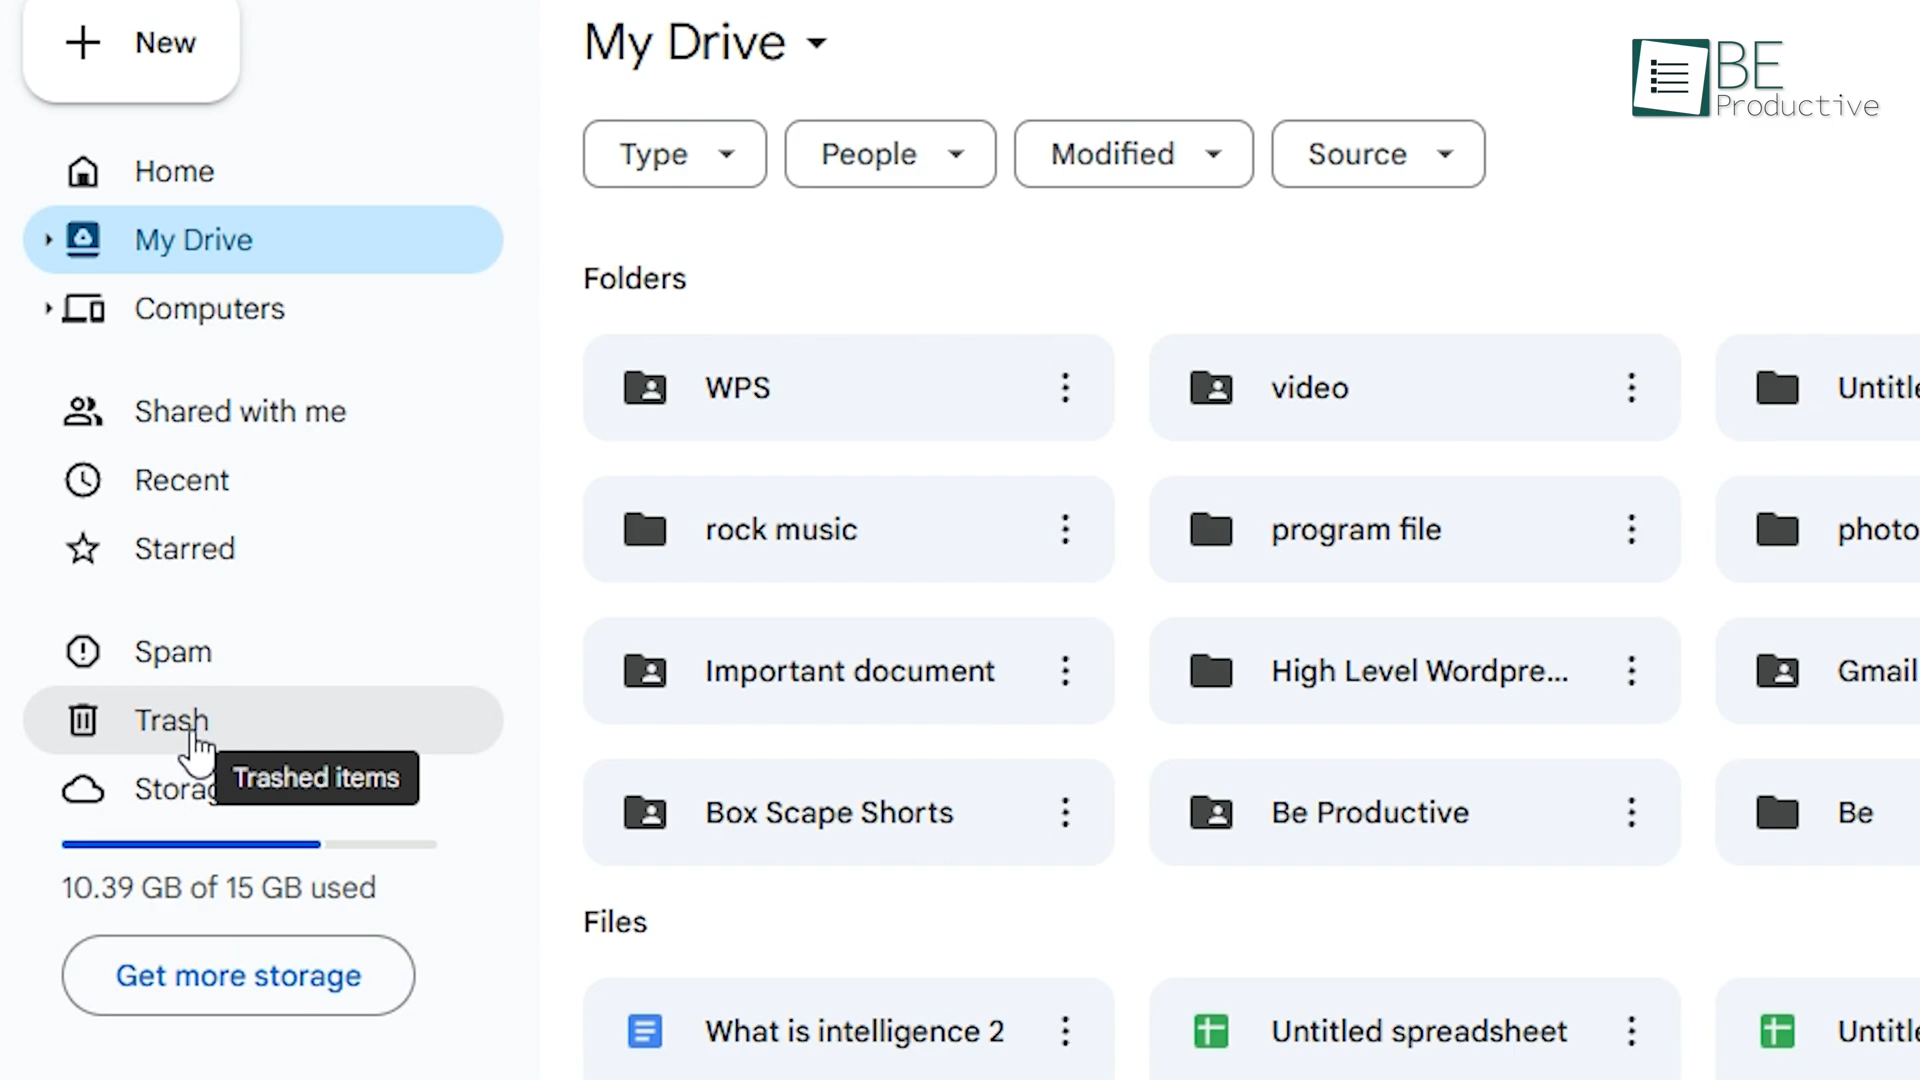 New
Home
My Drive
Computers
Shared with me
Recent
Starred
Spam
Trash
Trashed items
10.39 GB of 15 GB used
Get more storage
My Drive
BE
Productive
Type
People
Modified
Source
Folders
WPS
video
Untitle
rock music
program file
photo
Important document
High Level Wordpre...
Gmail
Box Scape Shorts
Be Productive
Be
Files
What is intelligence 2
Untitled spreadsheet
Untitle